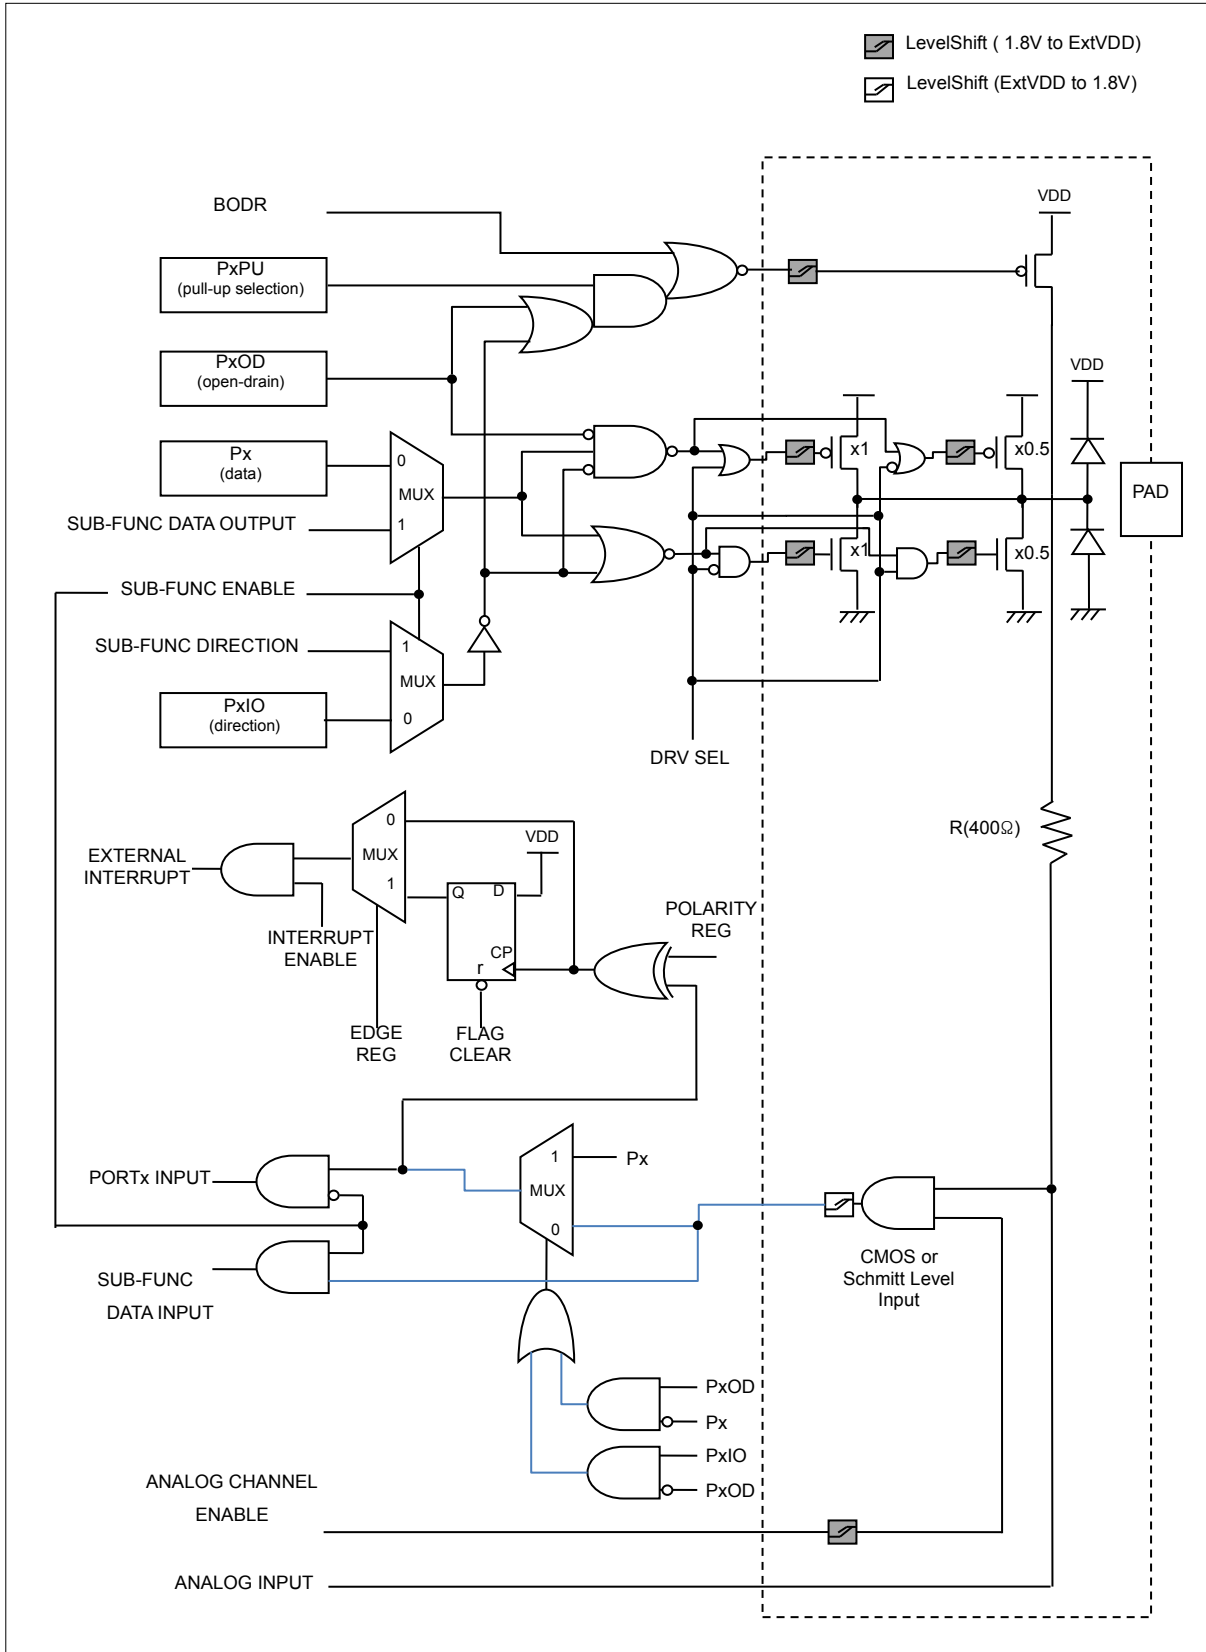 LevelShift ( 1.8V to ExtVDD)
LevelShift (ExtVDD to 1.8V)
VDD
BODR
PxPU
(pull-up selection)
PxOD
(open-drain)
VDD
Px
(data)
0
MUX
1
SUB-FUNC DATA OUTPUT
x1
x0.5
PAD
x1
x0.5
SUB-FUNC ENABLE
SUB-FUNC DIRECTION
1
MUX
0
PxIO
(direction)
DRV SEL
R(400Ω)
0
MUX
1
VDD
EXTERNAL
INTERRUPT
Q
D
CP
r
POLARITY
REG
INTERRUPT
ENABLE
EDGE
REG
FLAG
CLEAR
1
MUX
0
Px
PORTx INPUT
CMOS or
Schmitt Level
Input
SUB-FUNC
DATA INPUT
PxOD
Px
PxIO
PxOD
ANALOG CHANNEL
ENABLE
ANALOG INPUT